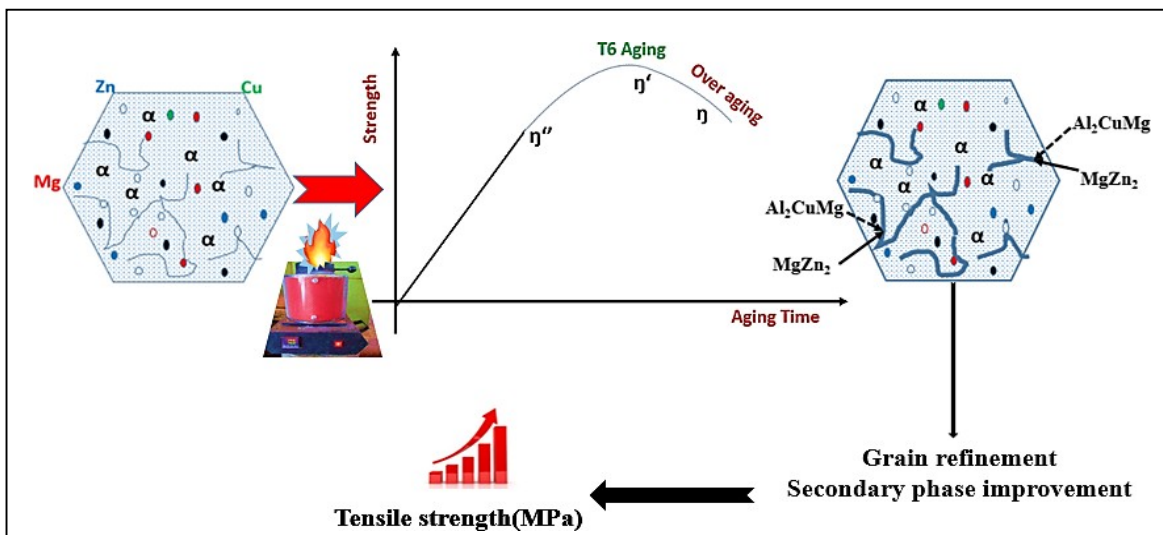 Zn
Cu
Mg
α
α
α
α
α
α
Strength
T6 Aging
Over aging
ŋ′′
ŋ′
ŋ
Aging Time
α
α
α
α
α
α
Al₂CuMg
MgZn₂
Al₂CuMg
MgZn₂
Grain refinement
Secondary phase improvement
Tensile strength(MPa)